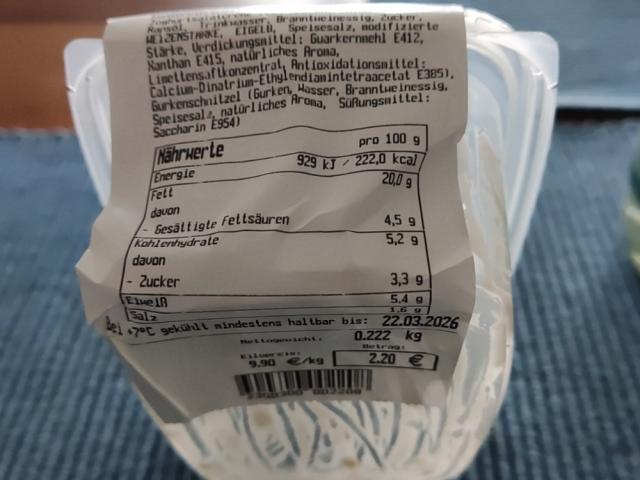 Rapsöl, Trinkwasser, Branntweinessig, Zucker,
WEIZENSTÄRKE, EIGELB, Speisesalz, modifizierte
Stärke, Verdickungsmittel: Guarkernmehl E412,
Xanthan E415, natürliches Aroma,
Limettensaftkonzentrat, Antioxidationsmittel:
Calcium-Dinatrium-Ethylendiamintetraacetat E385),
Gurkenschnitzel (Gurken, Wasser, Branntweinessig,
Speisesalz, natürliches Aroma, Süßungsmittel:
Saccharin E954)
Nährwerte pro 100 g
Energie 929 kJ / 222,0 kcal
Fett 20,0 g
davon
- Gesättigte Fettsäuren 4,5 g
Kohlenhydrate 5,2 g
davon
- Zucker 3,3 g
Eiweiß 5.4 g
Salz 1.6 g
Bei +7°C gekühlt mindestens haltbar bis: 22.03.2026
Nettogewicht: 0.222 kg
Kilopreis: Betrag:
9.90 €/kg 2.20 €